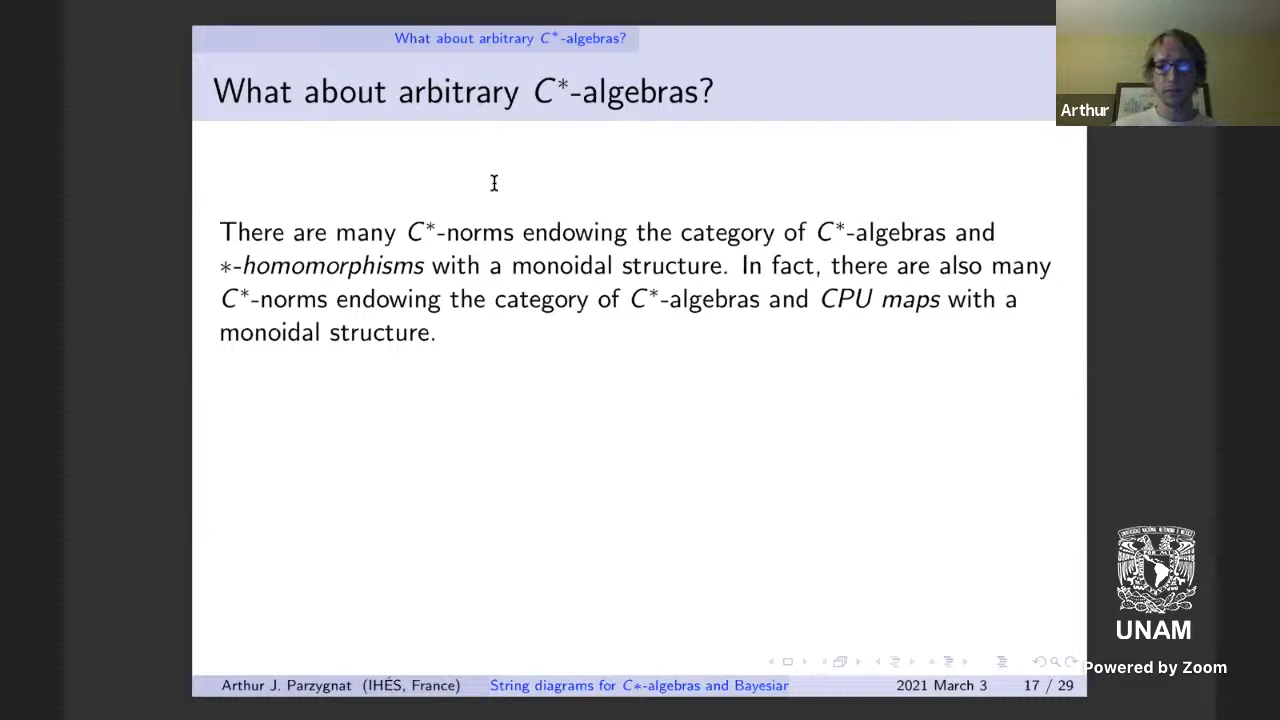 What about arbitrary C*-algebras?
What about arbitrary C*-algebras?
Arthur
There are many C*-norms endowing the category of C*-algebras and
*-homomorphisms with a monoidal structure. In fact, there are also many
C*-norms endowing the category of C*-algebras and CPU maps with a
monoidal structure.
UNAM
Powered by Zoom
Arthur J. Parzygnat (IHÉS, France) String diagrams for C*-algebras and Bayesiar 2021 March 3 17 / 29